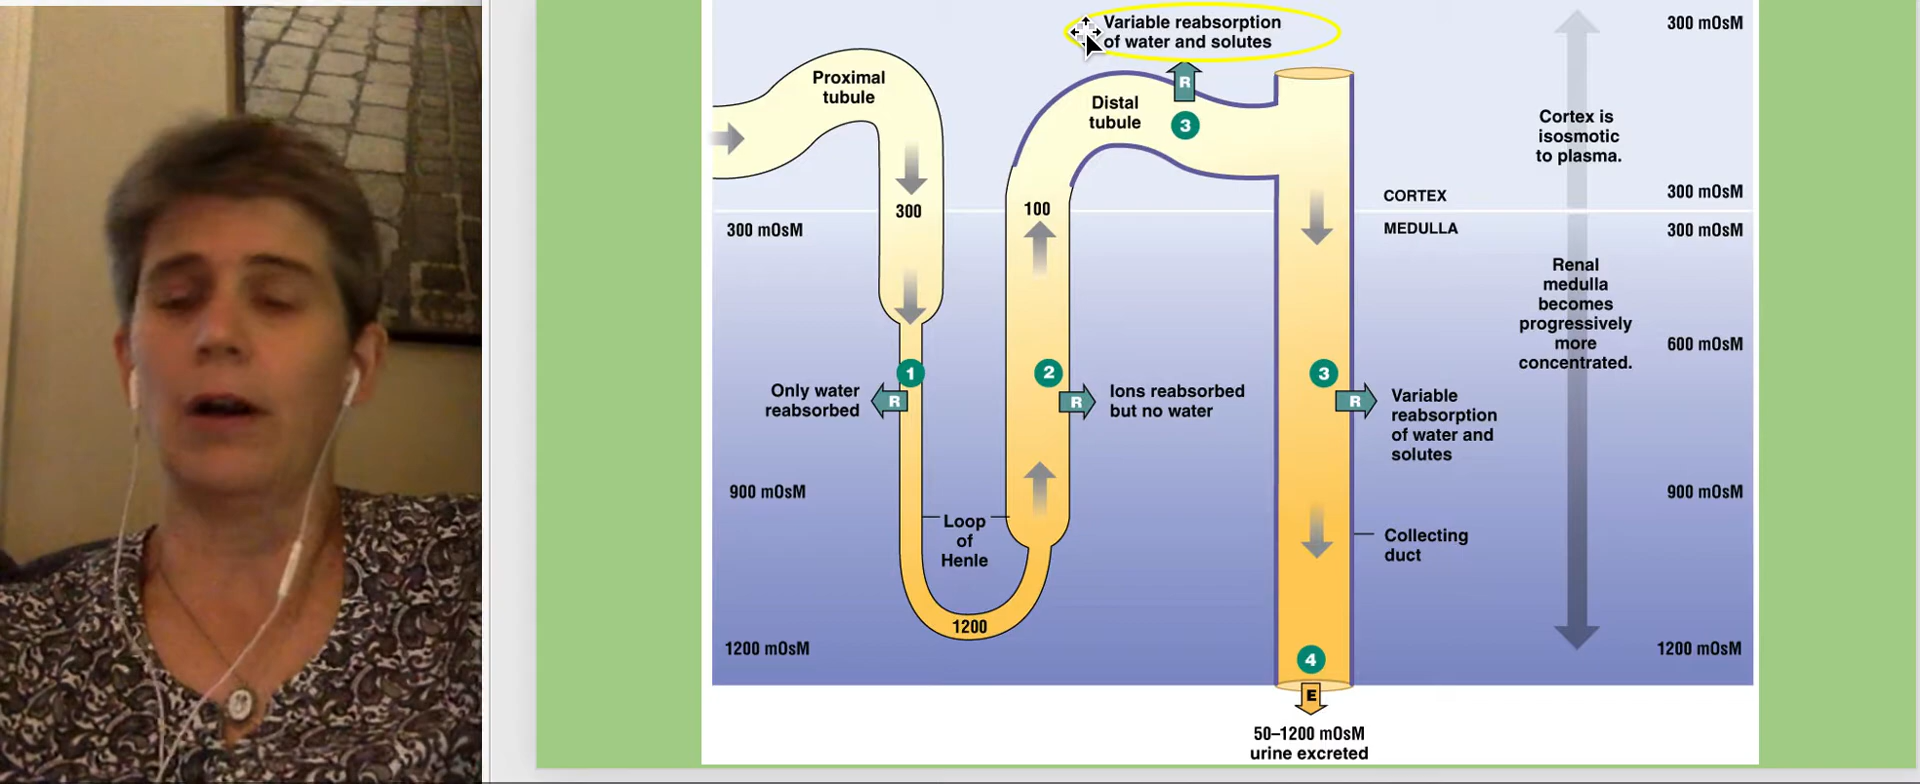 Variable reabsorption
of water and solutes
300 mOsM
Proximal
tubule
R
Distal
tubule
3
Cortex is
isosmotic
to plasma.
300
100
CORTEX
300 mOsM
300 mOsM
MEDULLA
300 mOsM
Renal
medulla
becomes
progressively
more
concentrated.
600 mOsM
1
2
3
Only water
reabsorbed
R
R
Ions reabsorbed
but no water
R
Variable
reabsorption
of water and
solutes
900 mOsM
900 mOsM
Loop
of
Henle
Collecting
duct
1200
1200 mOsM
1200 mOsM
4
E
50–1200 mOsM
urine excreted